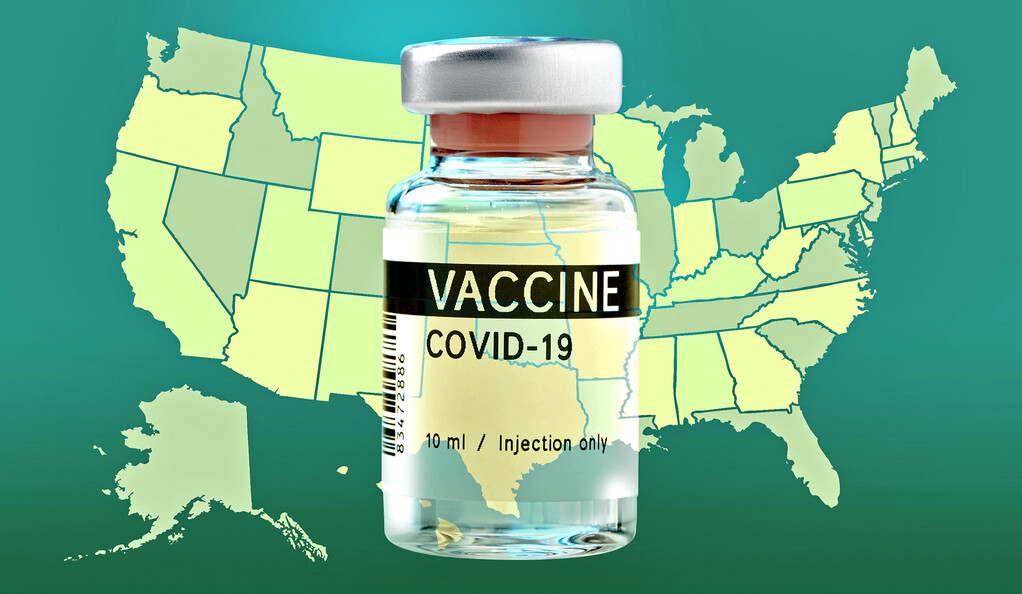 VACCINE
COVID-19
83472886
10 ml / Injection only